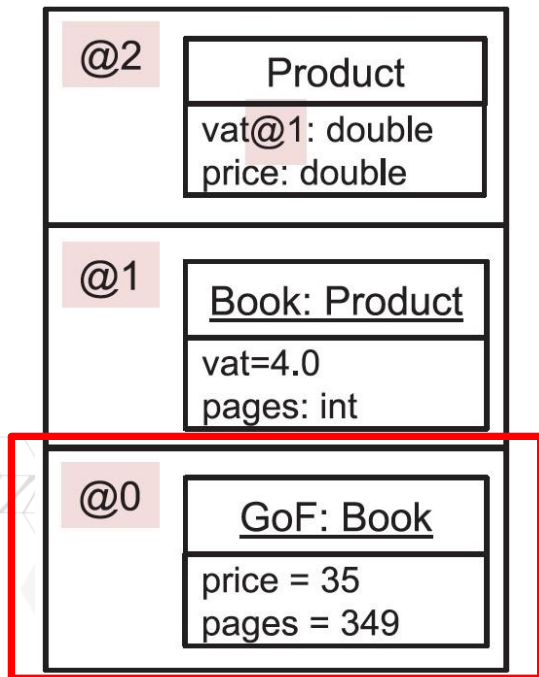 @2
Product
vat@1: double
price: double
@1
Book: Product
vat=4.0
pages: int
@0
GoF: Book
price = 35
pages = 349